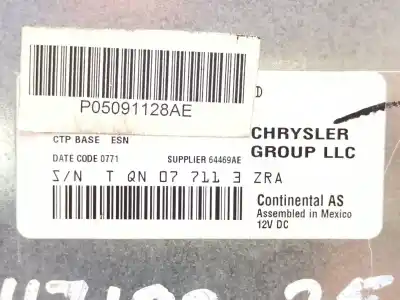 P05091128AE
D
CTP BASE ESN
CHRYSLER
GROUP LLC
DATE CODE 0771 SUPPLIER 64469AE
S/N T QN 07 711 3 ZRA
Continental AS
Assembled in Mexico
12V DC